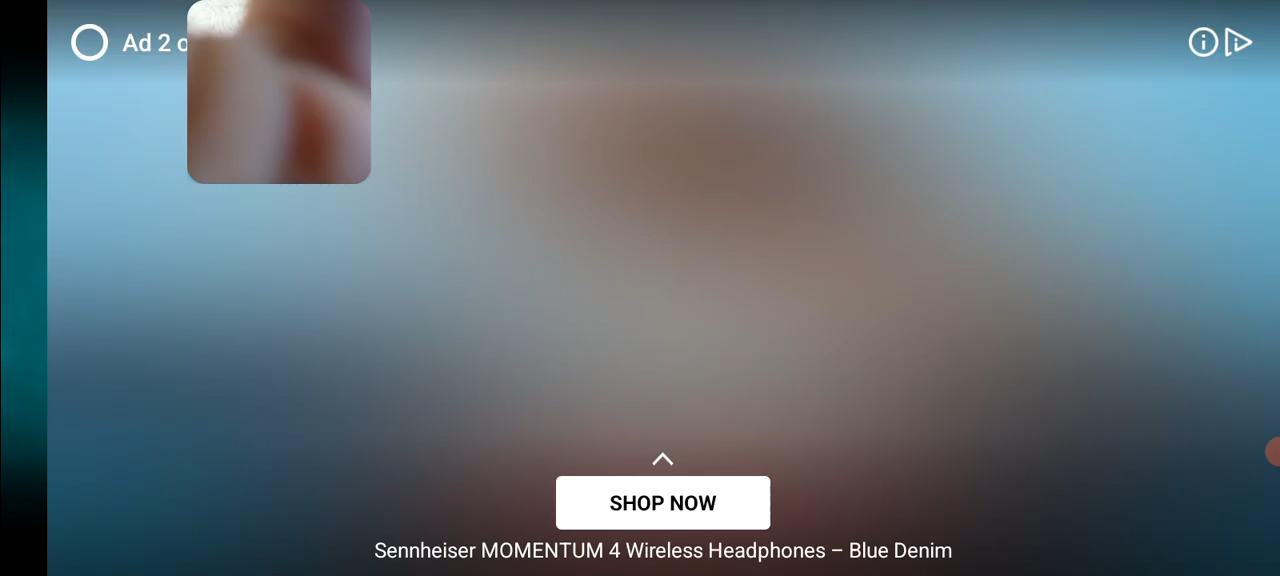 Ad 2
SHOP NOW
Sennheiser MOMENTUM 4 Wireless Headphones – Blue Denim